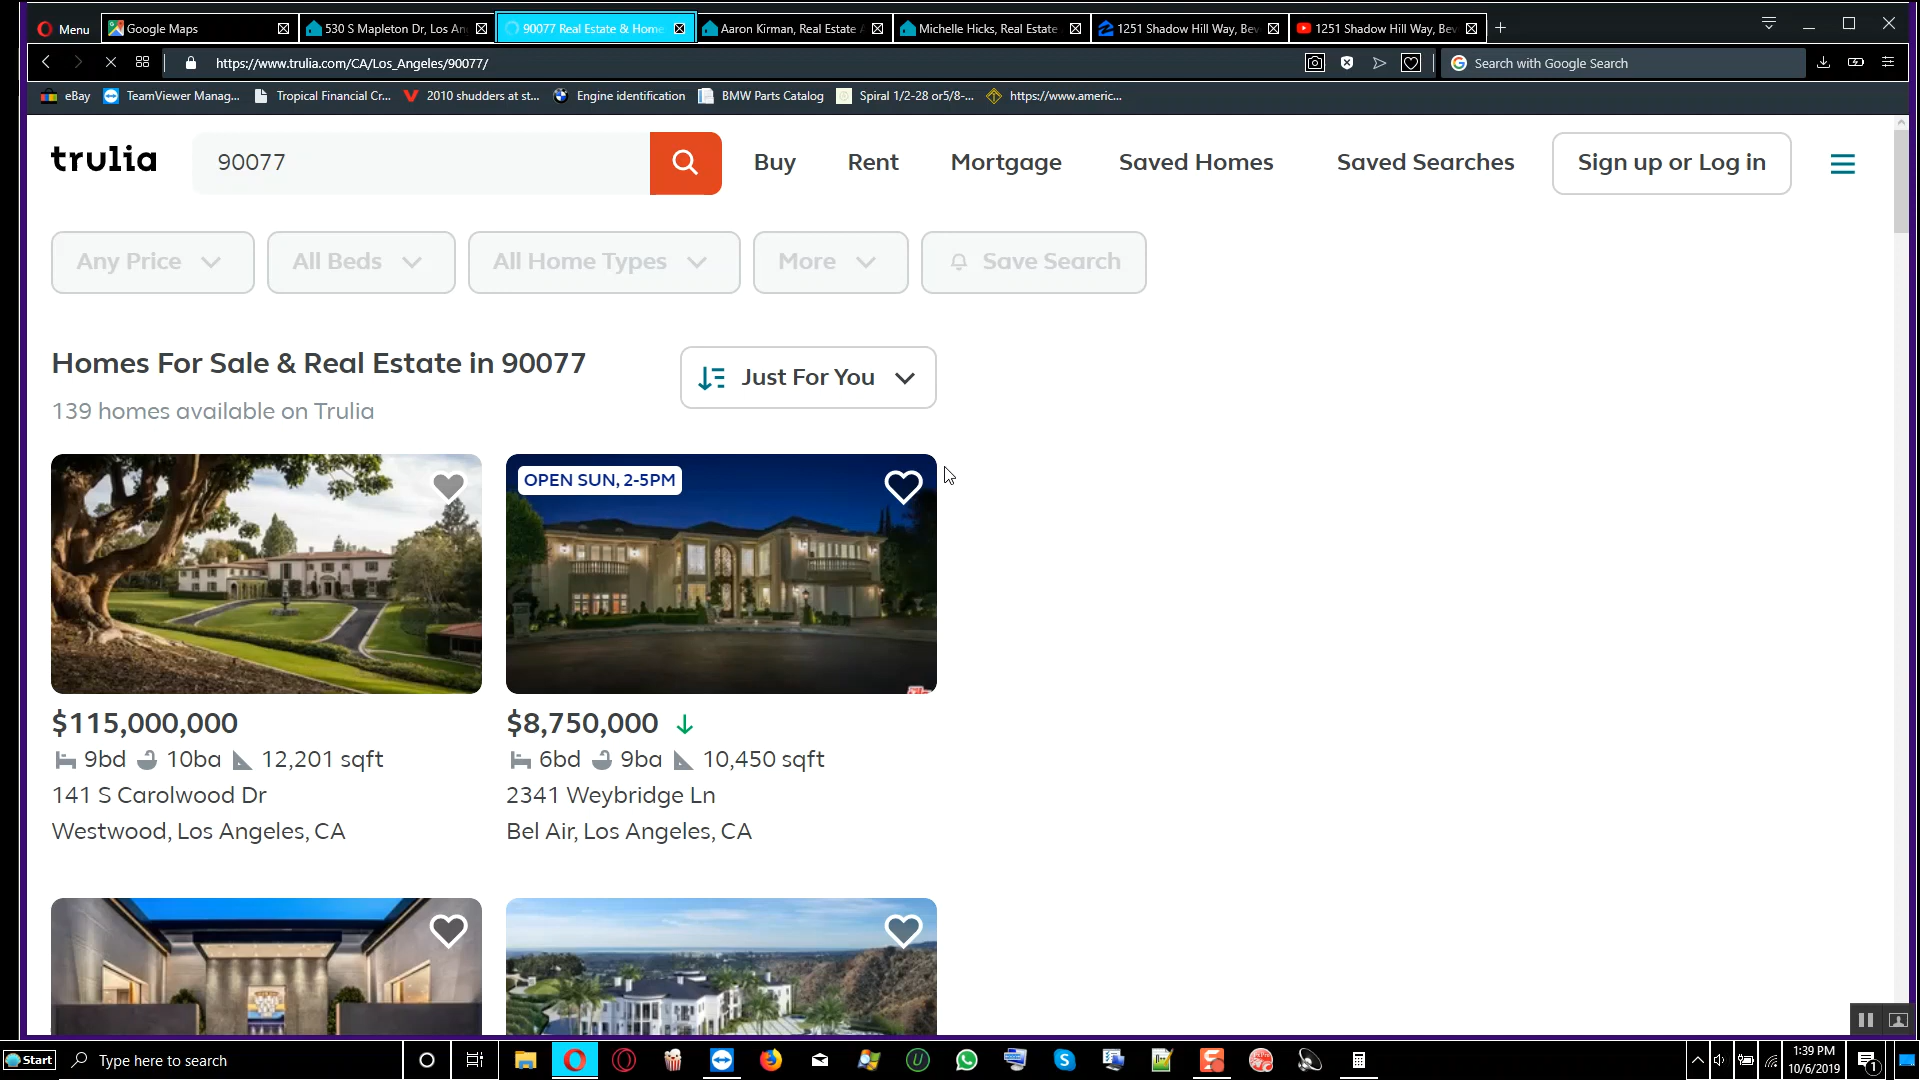 Menu
Google Maps
530 S Mapleton Dr, Los An
90077 Real Estate & Home
Aaron Kirman, Real Estate A
Michelle Hicks, Real Estate
1251 Shadow Hill Way, Bev
1251 Shadow Hill Way, Bev
https://www.trulia.com/CA/Los_Angeles/90077/
Search with Google Search
eBay
TeamViewer Manag...
Tropical Financial Cr...
2010 shudders at st...
Engine identification
BMW Parts Catalog
Spiral 1/2-28 or5/8-...
https://www.americ...
trulia
90077
Buy
Rent
Mortgage
Saved Homes
Saved Searches
Sign up or Log in
Any Price
All Beds
All Home Types
More
Save Search
Homes For Sale & Real Estate in 90077
Just For You
139 homes available on Trulia
OPEN SUN, 2-5PM
$115,000,000
9bd 10ba 12,201 sqft
141 S Carolwood Dr
Westwood, Los Angeles, CA
$8,750,000
6bd 9ba 10,450 sqft
2341 Weybridge Ln
Bel Air, Los Angeles, CA
Start
Type here to search
1:39 PM
10/6/2019
1